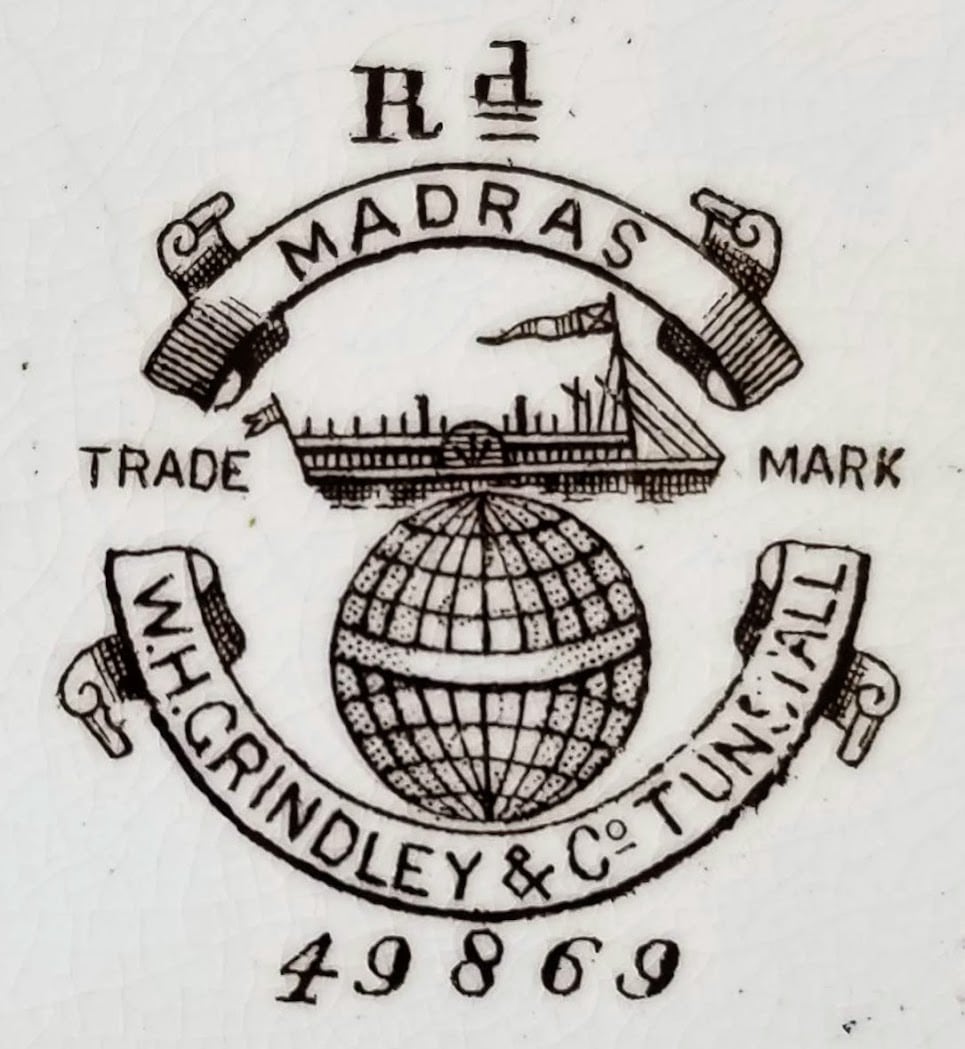 Rd
MADRAS
TRADE MARK
W.H.GRINDLEY & Co TUNSTALL
49869